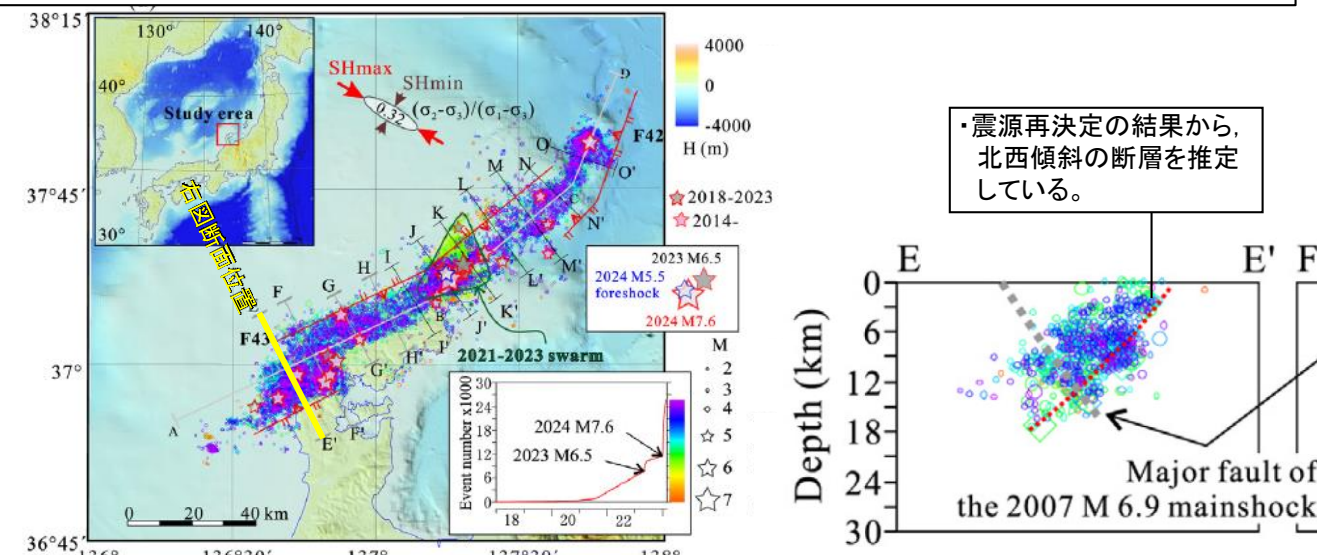 38°15′
130°
140°
40°
30°
Study erea
右図断面位置
SHmax
SHmin
0.32
(σ₂-σ₃)/(σ₁-σ₃)
4000
0
-4000
H (m)
D
F42
O
O'
N
N'
M
M'
L
L'
K
K'
J
J'
I
I'
H
H'
G
G'
F
F'
E'
F43
A
B
C
37°45′
37°
36°45′
2018-2023
2014-
2023 M6.5
2024 M5.5
foreshock
2024 M7.6
2021-2023 swarm
M
2
3
4
5
6
7
Event number x1000
30
24
18
12
6
0
2024 M7.6
2023 M6.5
18
20
22
0
20
40 km
136°
136°30′
137°
137°30′
138°
・震源再決定の結果から,
北西傾斜の断層を推定
している。
E
E'
F
Depth (km)
0
6
12
18
24
30
Major fault of
the 2007 M 6.9 mainshock